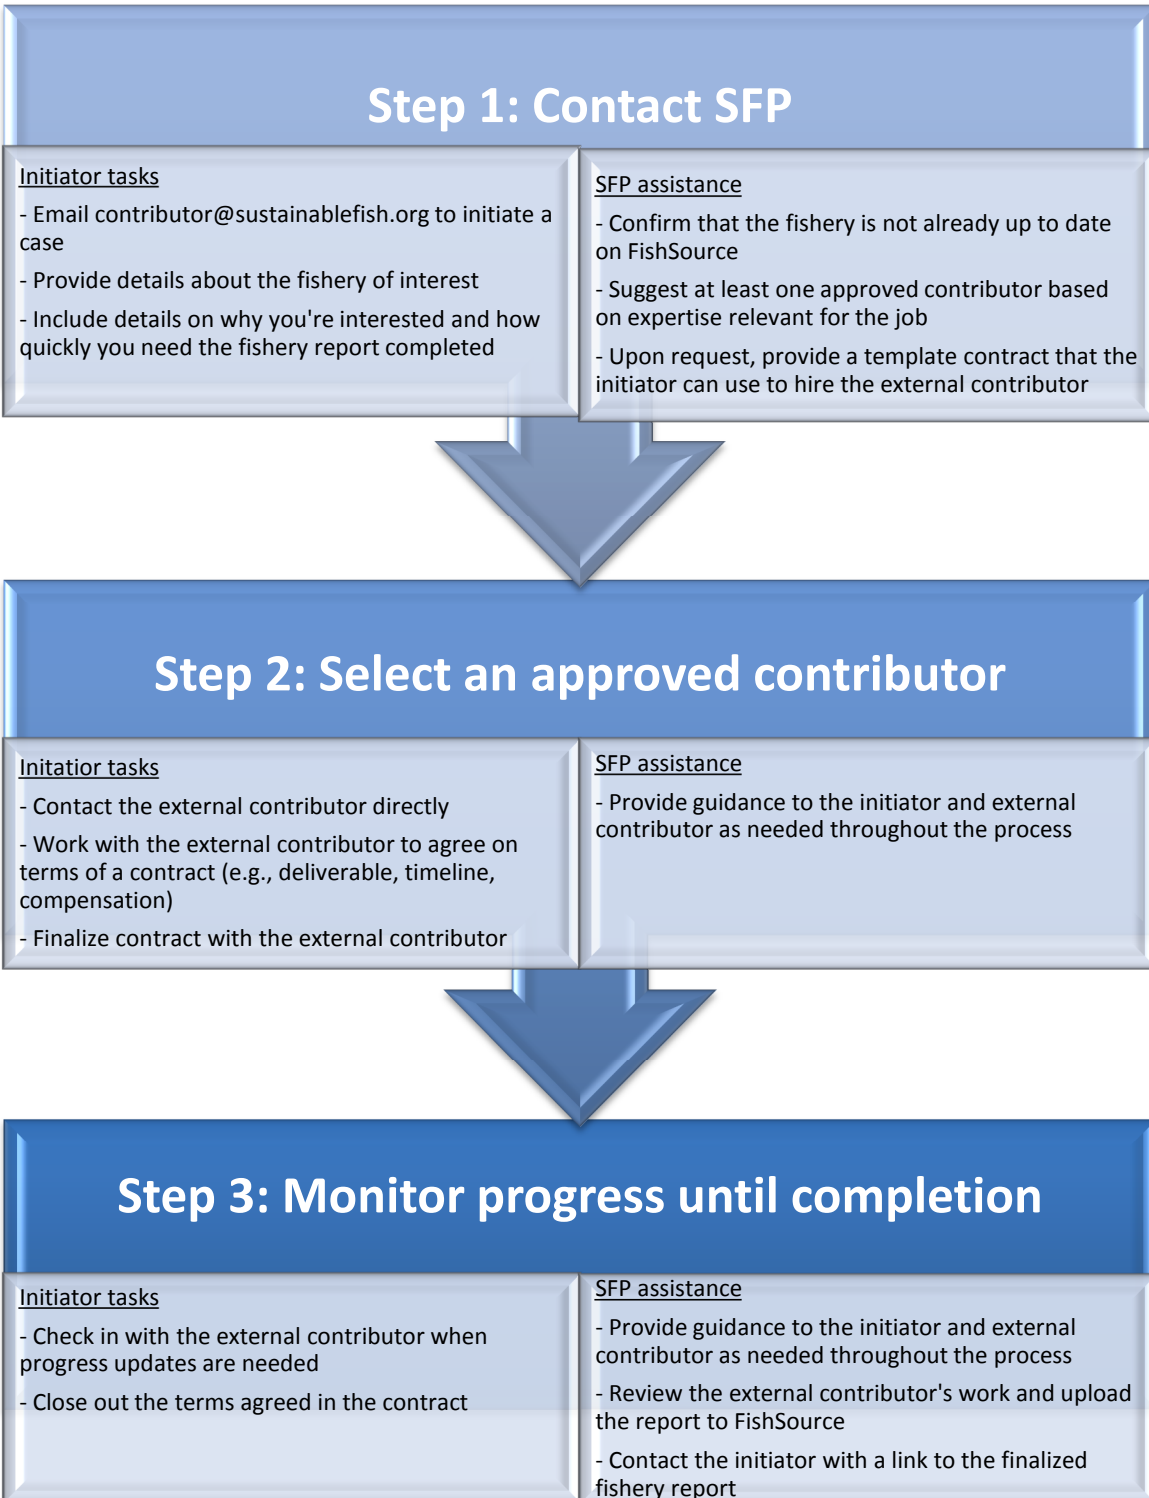 Step 1: Contact SFP
Initiator tasks
- Email contributor@sustainablefish.org to initiate a
case
- Provide details about the fishery of interest
- Include details on why you're interested and how
quickly you need the fishery report completed
SFP assistance
- Confirm that the fishery is not already up to date
on FishSource
- Suggest at least one approved contributor based
on expertise relevant for the job
- Upon request, provide a template contract that the
initiator can use to hire the external contributor
Step 2: Select an approved contributor
Initatior tasks
- Contact the external contributor directly
- Work with the external contributor to agree on
terms of a contract (e.g., deliverable, timeline,
compensation)
- Finalize contract with the external contributor
SFP assistance
- Provide guidance to the initiator and external
contributor as needed throughout the process
Step 3: Monitor progress until completion
Initiator tasks
- Check in with the external contributor when
progress updates are needed
- Close out the terms agreed in the contract
SFP assistance
- Provide guidance to the initiator and external
contributor as needed throughout the process
- Review the external contributor's work and upload
the report to FishSource
- Contact the initiator with a link to the finalized
fishery report